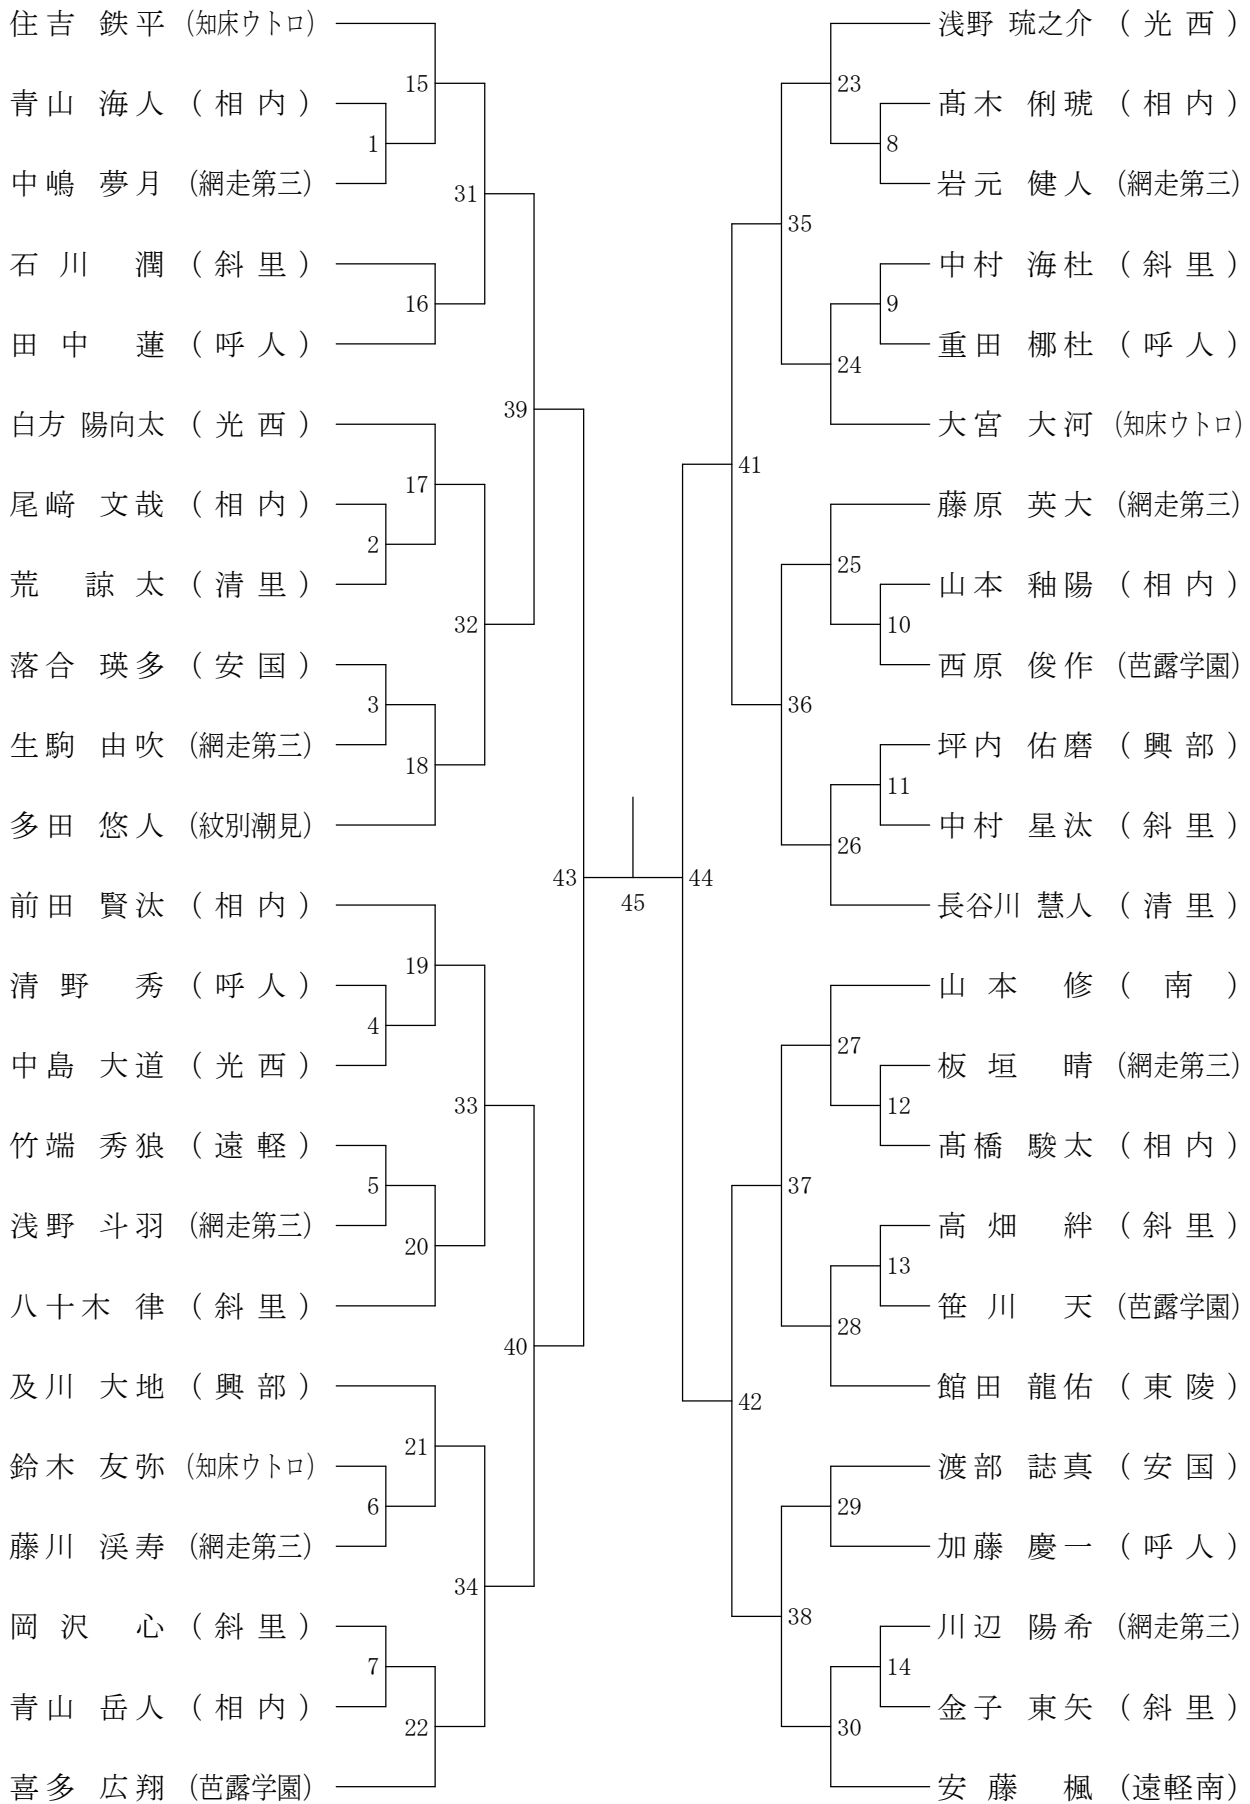 住吉 鉄平 (知床ウトロ)
15
青山 海人 (相内)
1
中嶋 夢月 (網走第三)
31
石川 潤 (斜里)
16
田中 蓮 (呼人)
39
白方 陽向太 (光西)
17
尾﨑 文哉 (相内)
2
荒 諒太 (清里)
32
落合 瑛多 (安国)
3
生駒 由吹 (網走第三)
18
多田 悠人 (紋別潮見)
43
前田 賢汰 (相内)
19
清野 秀 (呼人)
4
中島 大道 (光西)
33
竹端 秀狼 (遠軽)
5
浅野 斗羽 (網走第三)
20
八十木 律 (斜里)
40
及川 大地 (興部)
21
鈴木 友弥 (知床ウトロ)
6
藤川 渓寿 (網走第三)
34
岡沢 心 (斜里)
7
青山 岳人 (相内)
22
喜多 広翔 (芭露学園)
45
浅野 琉之介 (光西)
23
髙木 俐琥 (相内)
8
岩元 健人 (網走第三)
35
中村 海杜 (斜里)
9
重田 梛杜 (呼人)
24
大宮 大河 (知床ウトロ)
41
藤原 英大 (網走第三)
25
山本 釉陽 (相内)
10
西原 俊作 (芭露学園)
36
坪内 佑磨 (興部)
11
中村 星汰 (斜里)
26
長谷川 慧人 (清里)
44
山本 修 (南)
27
板垣 晴 (網走第三)
12
髙橋 駿太 (相内)
37
高畑 絆 (斜里)
13
笹川 天 (芭露学園)
28
館田 龍佑 (東陵)
42
渡部 誌真 (安国)
29
加藤 慶一 (呼人)
38
川辺 陽希 (網走第三)
14
金子 東矢 (斜里)
30
安藤 楓 (遠軽南)